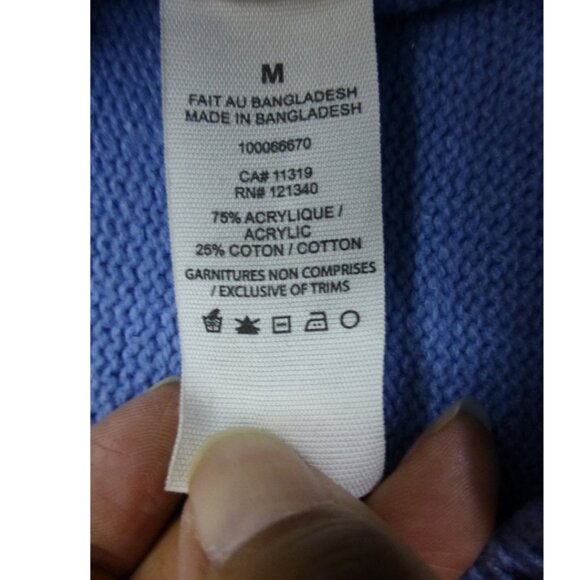 M
FAIT AU BANGLADESH
MADE IN BANGLADESH
100066670
CA# 11319
RN# 121340
75% ACRYLIQUE /
ACRYLIC
25% COTON / COTTON
GARNITURES NON COMPRISES
/ EXCLUSIVE OF TRIMS